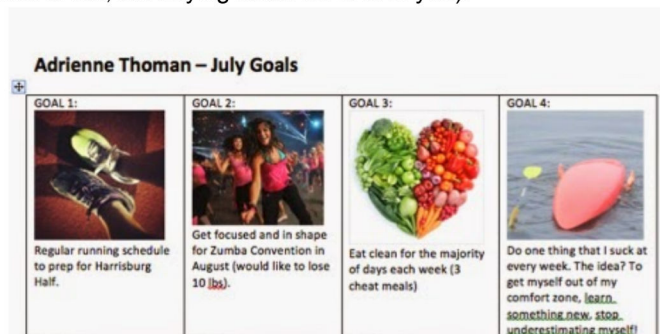 Adrienne Thoman – July Goals
GOAL 1:
Regular running schedule
to prep for Harrisburg
Half.
GOAL 2:
Get focused and in shape
for Zumba Convention in
August (would like to lose
10 lbs).
GOAL 3:
Eat clean for the majority
of days each week (3
cheat meals)
GOAL 4:
Do one thing that I suck at
every week. The idea? To
get myself out of my
comfort zone, learn
something new, stop
underestimating myself!